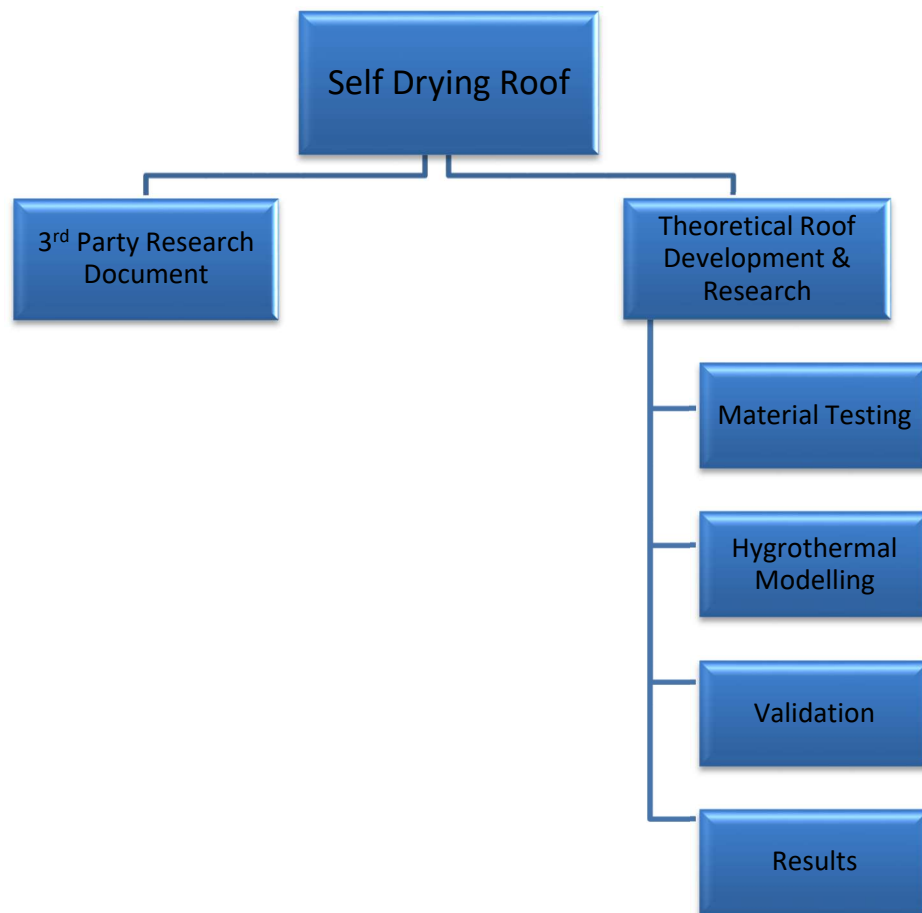 Self Drying Roof
3rd Party Research
Document
Theoretical Roof
Development &
Research
Material Testing
Hygrothermal
Modelling
Validation
Results